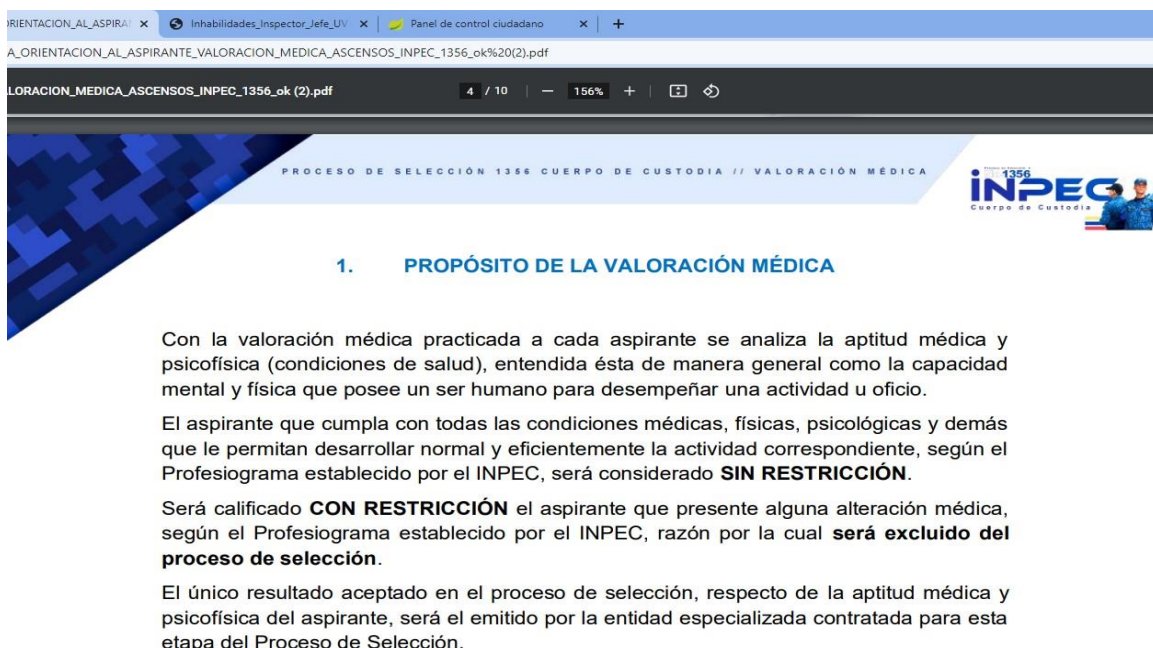 ORIENTACION_AL_ASPIRA
Inhabilidades_Inspector_Jefe_UV
Panel de control ciudadano
A_ORIENTACION_AL_ASPIRANTE_VALORACION_MEDICA_ASCENSOS_INPEC_1356_ok%20(2).pdf
LORACION_MEDICA_ASCENSOS_INPEC_1356_ok (2).pdf
4 / 10
156%
PROCESO DE SELECCIÓN 1356 CUERPO DE CUSTODIA // VALORACIÓN MÉDICA
1356
INPEC
Cuerpo de Custodia
1. PROPÓSITO DE LA VALORACIÓN MÉDICA
Con la valoración médica practicada a cada aspirante se analiza la aptitud médica y
psicofísica (condiciones de salud), entendida ésta de manera general como la capacidad
mental y física que posee un ser humano para desempeñar una actividad u oficio.
El aspirante que cumpla con todas las condiciones médicas, físicas, psicológicas y demás
que le permitan desarrollar normal y eficientemente la actividad correspondiente, según el
Profesiograma establecido por el INPEC, será considerado SIN RESTRICCIÓN.
Será calificado CON RESTRICCIÓN el aspirante que presente alguna alteración médica,
según el Profesiograma establecido por el INPEC, razón por la cual será excluido del
proceso de selección.
El único resultado aceptado en el proceso de selección, respecto de la aptitud médica y
psicofísica del aspirante, será el emitido por la entidad especializada contratada para esta
etapa del Proceso de Selección.